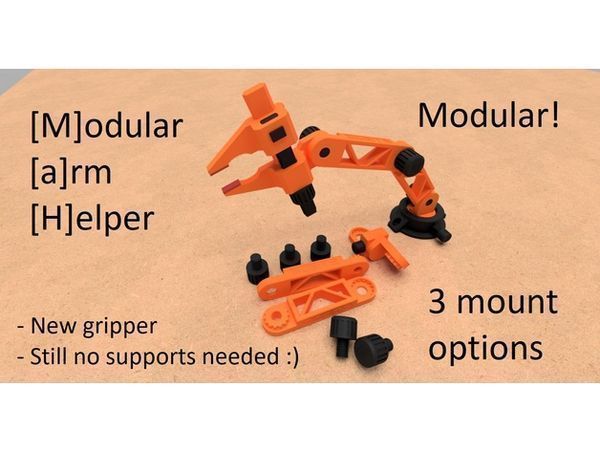 [M]odular
[a]rm
[H]elper
Modular!
- New gripper
- Still no supports needed :)
3 mount
options